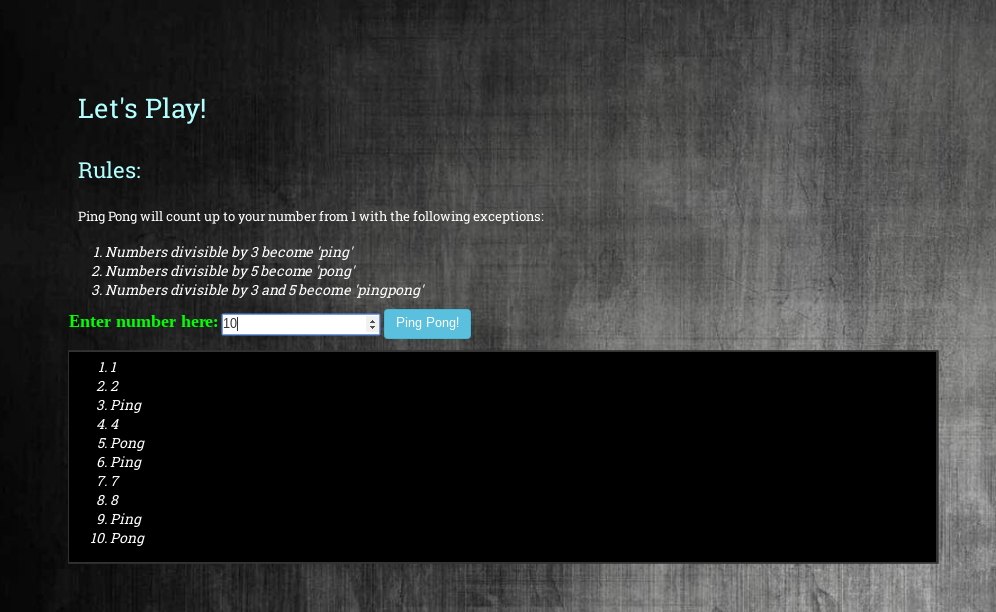 Let's Play!
Rules:
Ping Pong will count up to your number from 1 with the following exceptions:
1. Numbers divisible by 3 become 'ping'
2. Numbers divisible by 5 become 'pong'
3. Numbers divisible by 3 and 5 become 'pingpong'
Enter number here: 10 Ping Pong!
1. 1
2. 2
3. Ping
4. 4
5. Pong
6. Ping
7. 7
8. 8
9. Ping
10. Pong